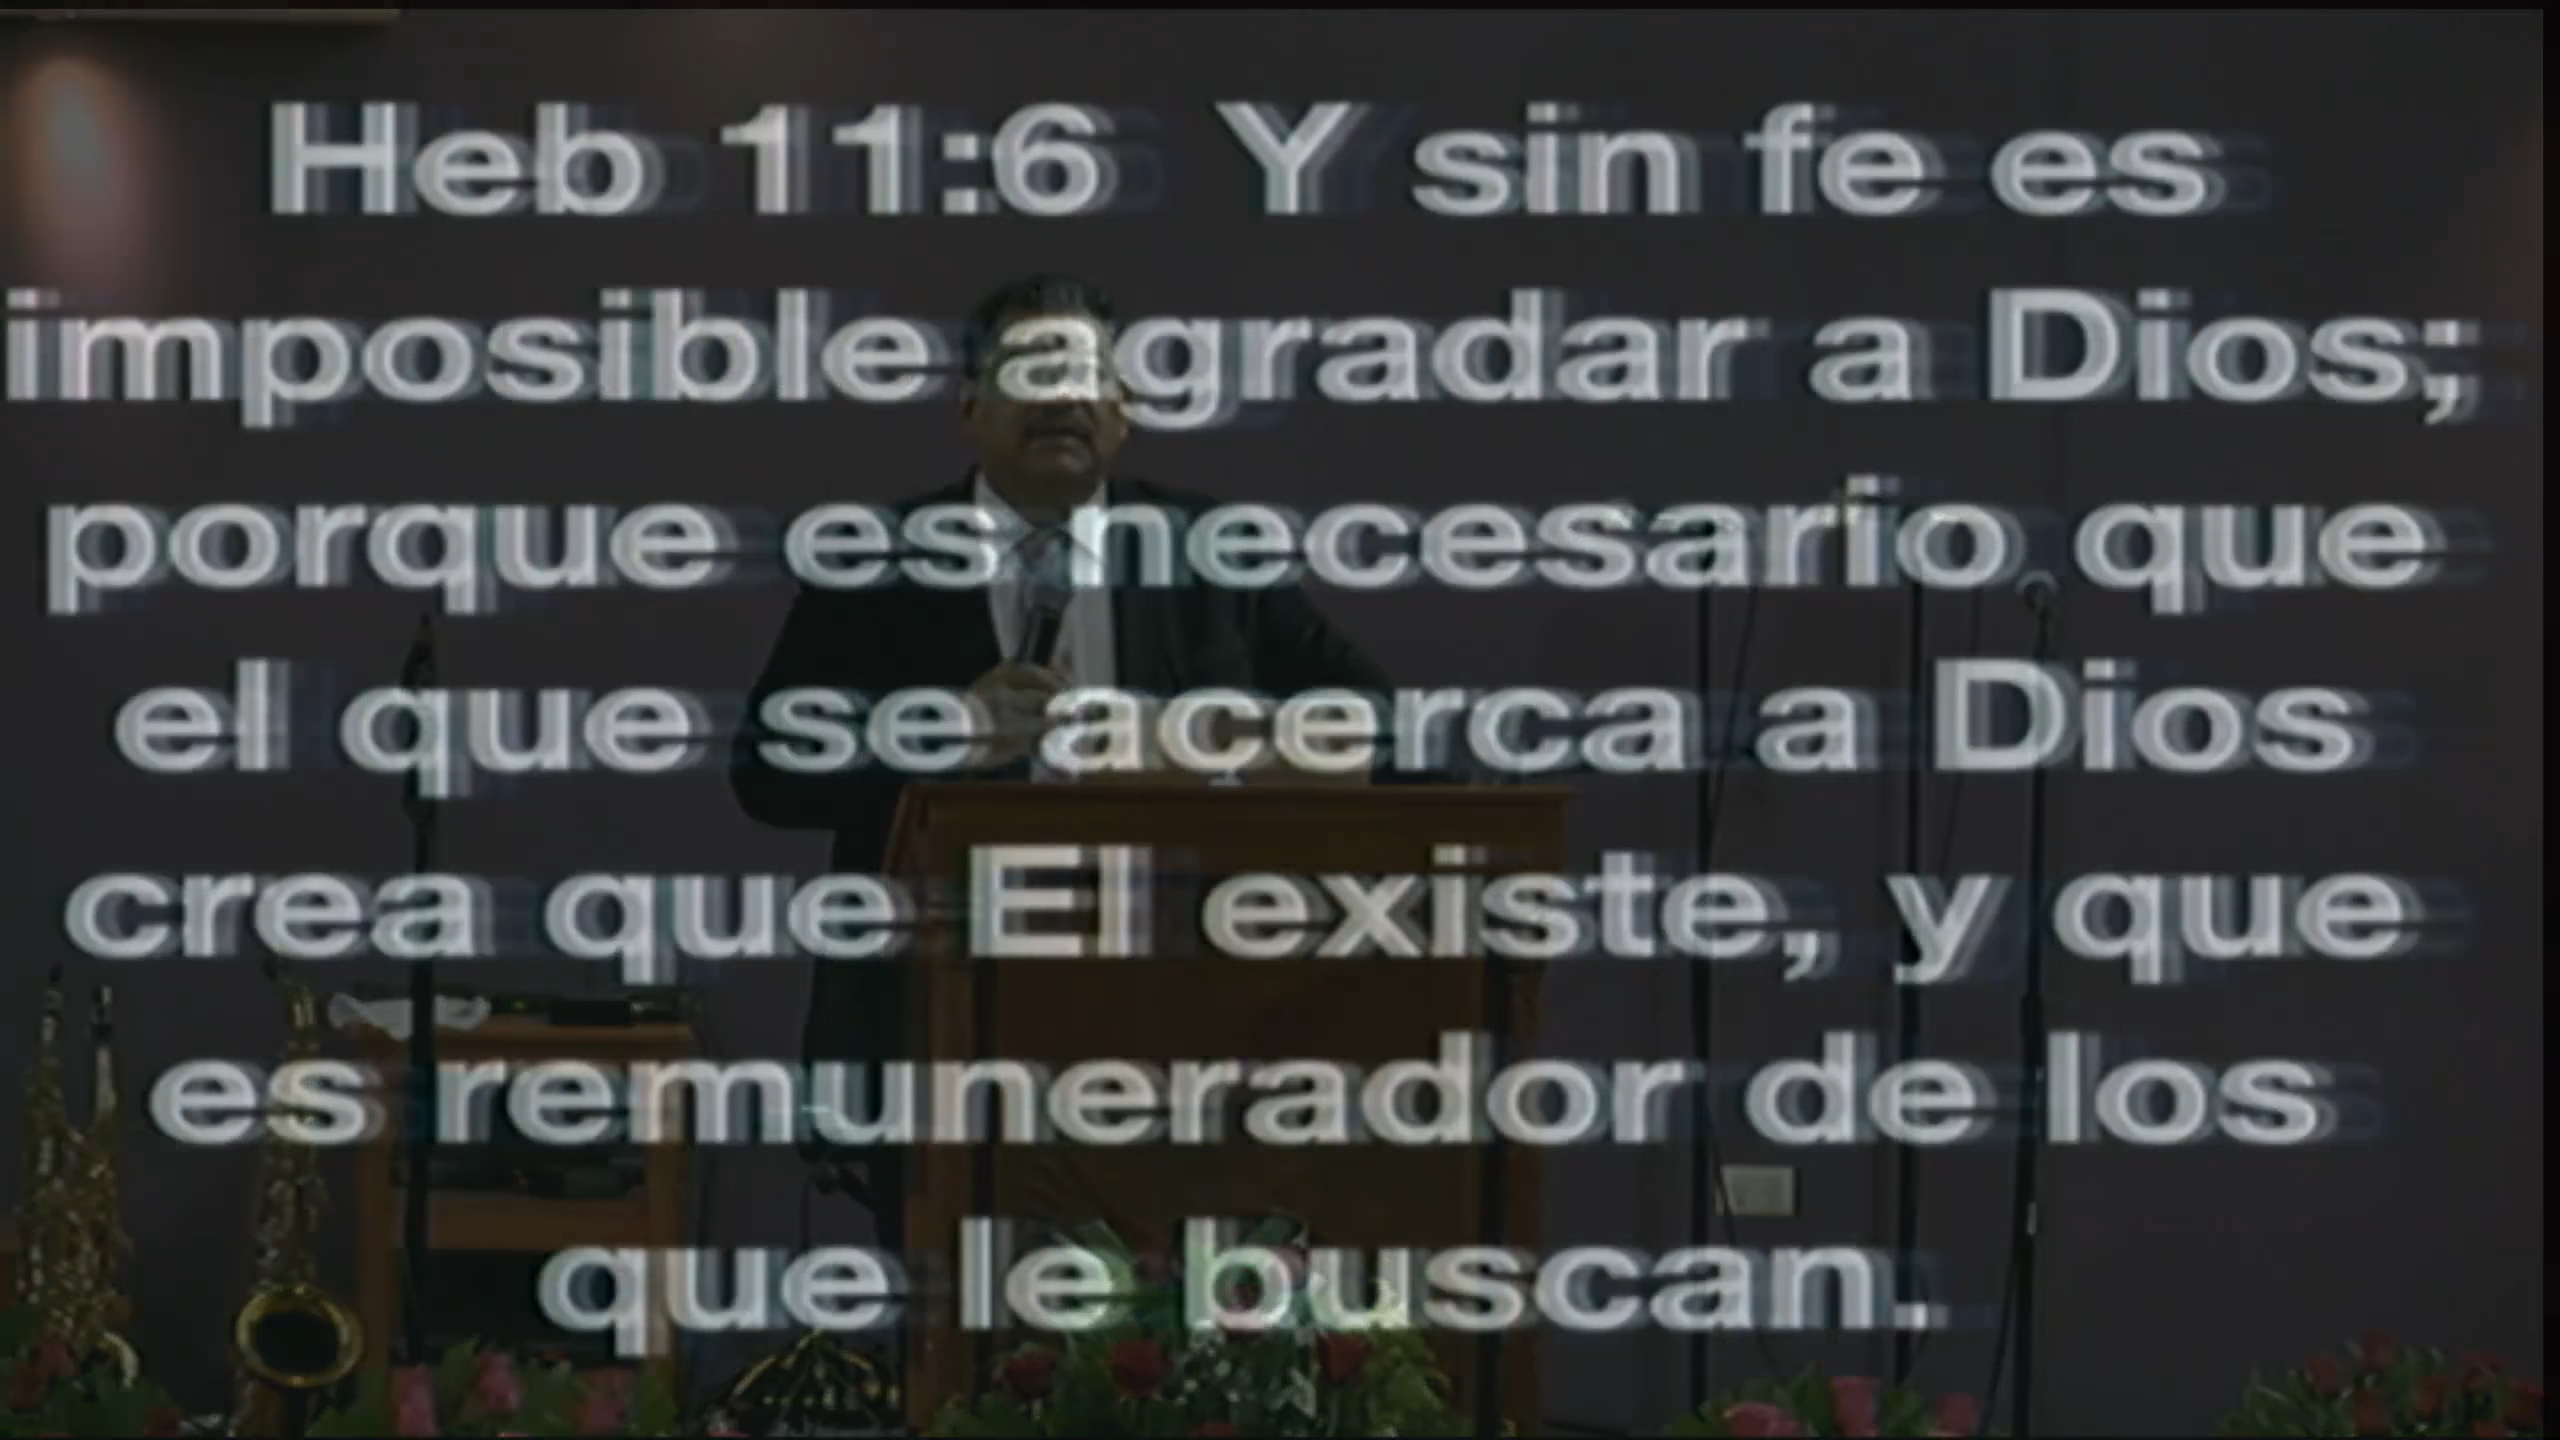 Heb 11:6 Y sin fe es
imposible agradar a Dios;
porque es necesario que
el que se acerca a Dios
crea que El existe, y que
es remunerador de los
que le buscan.